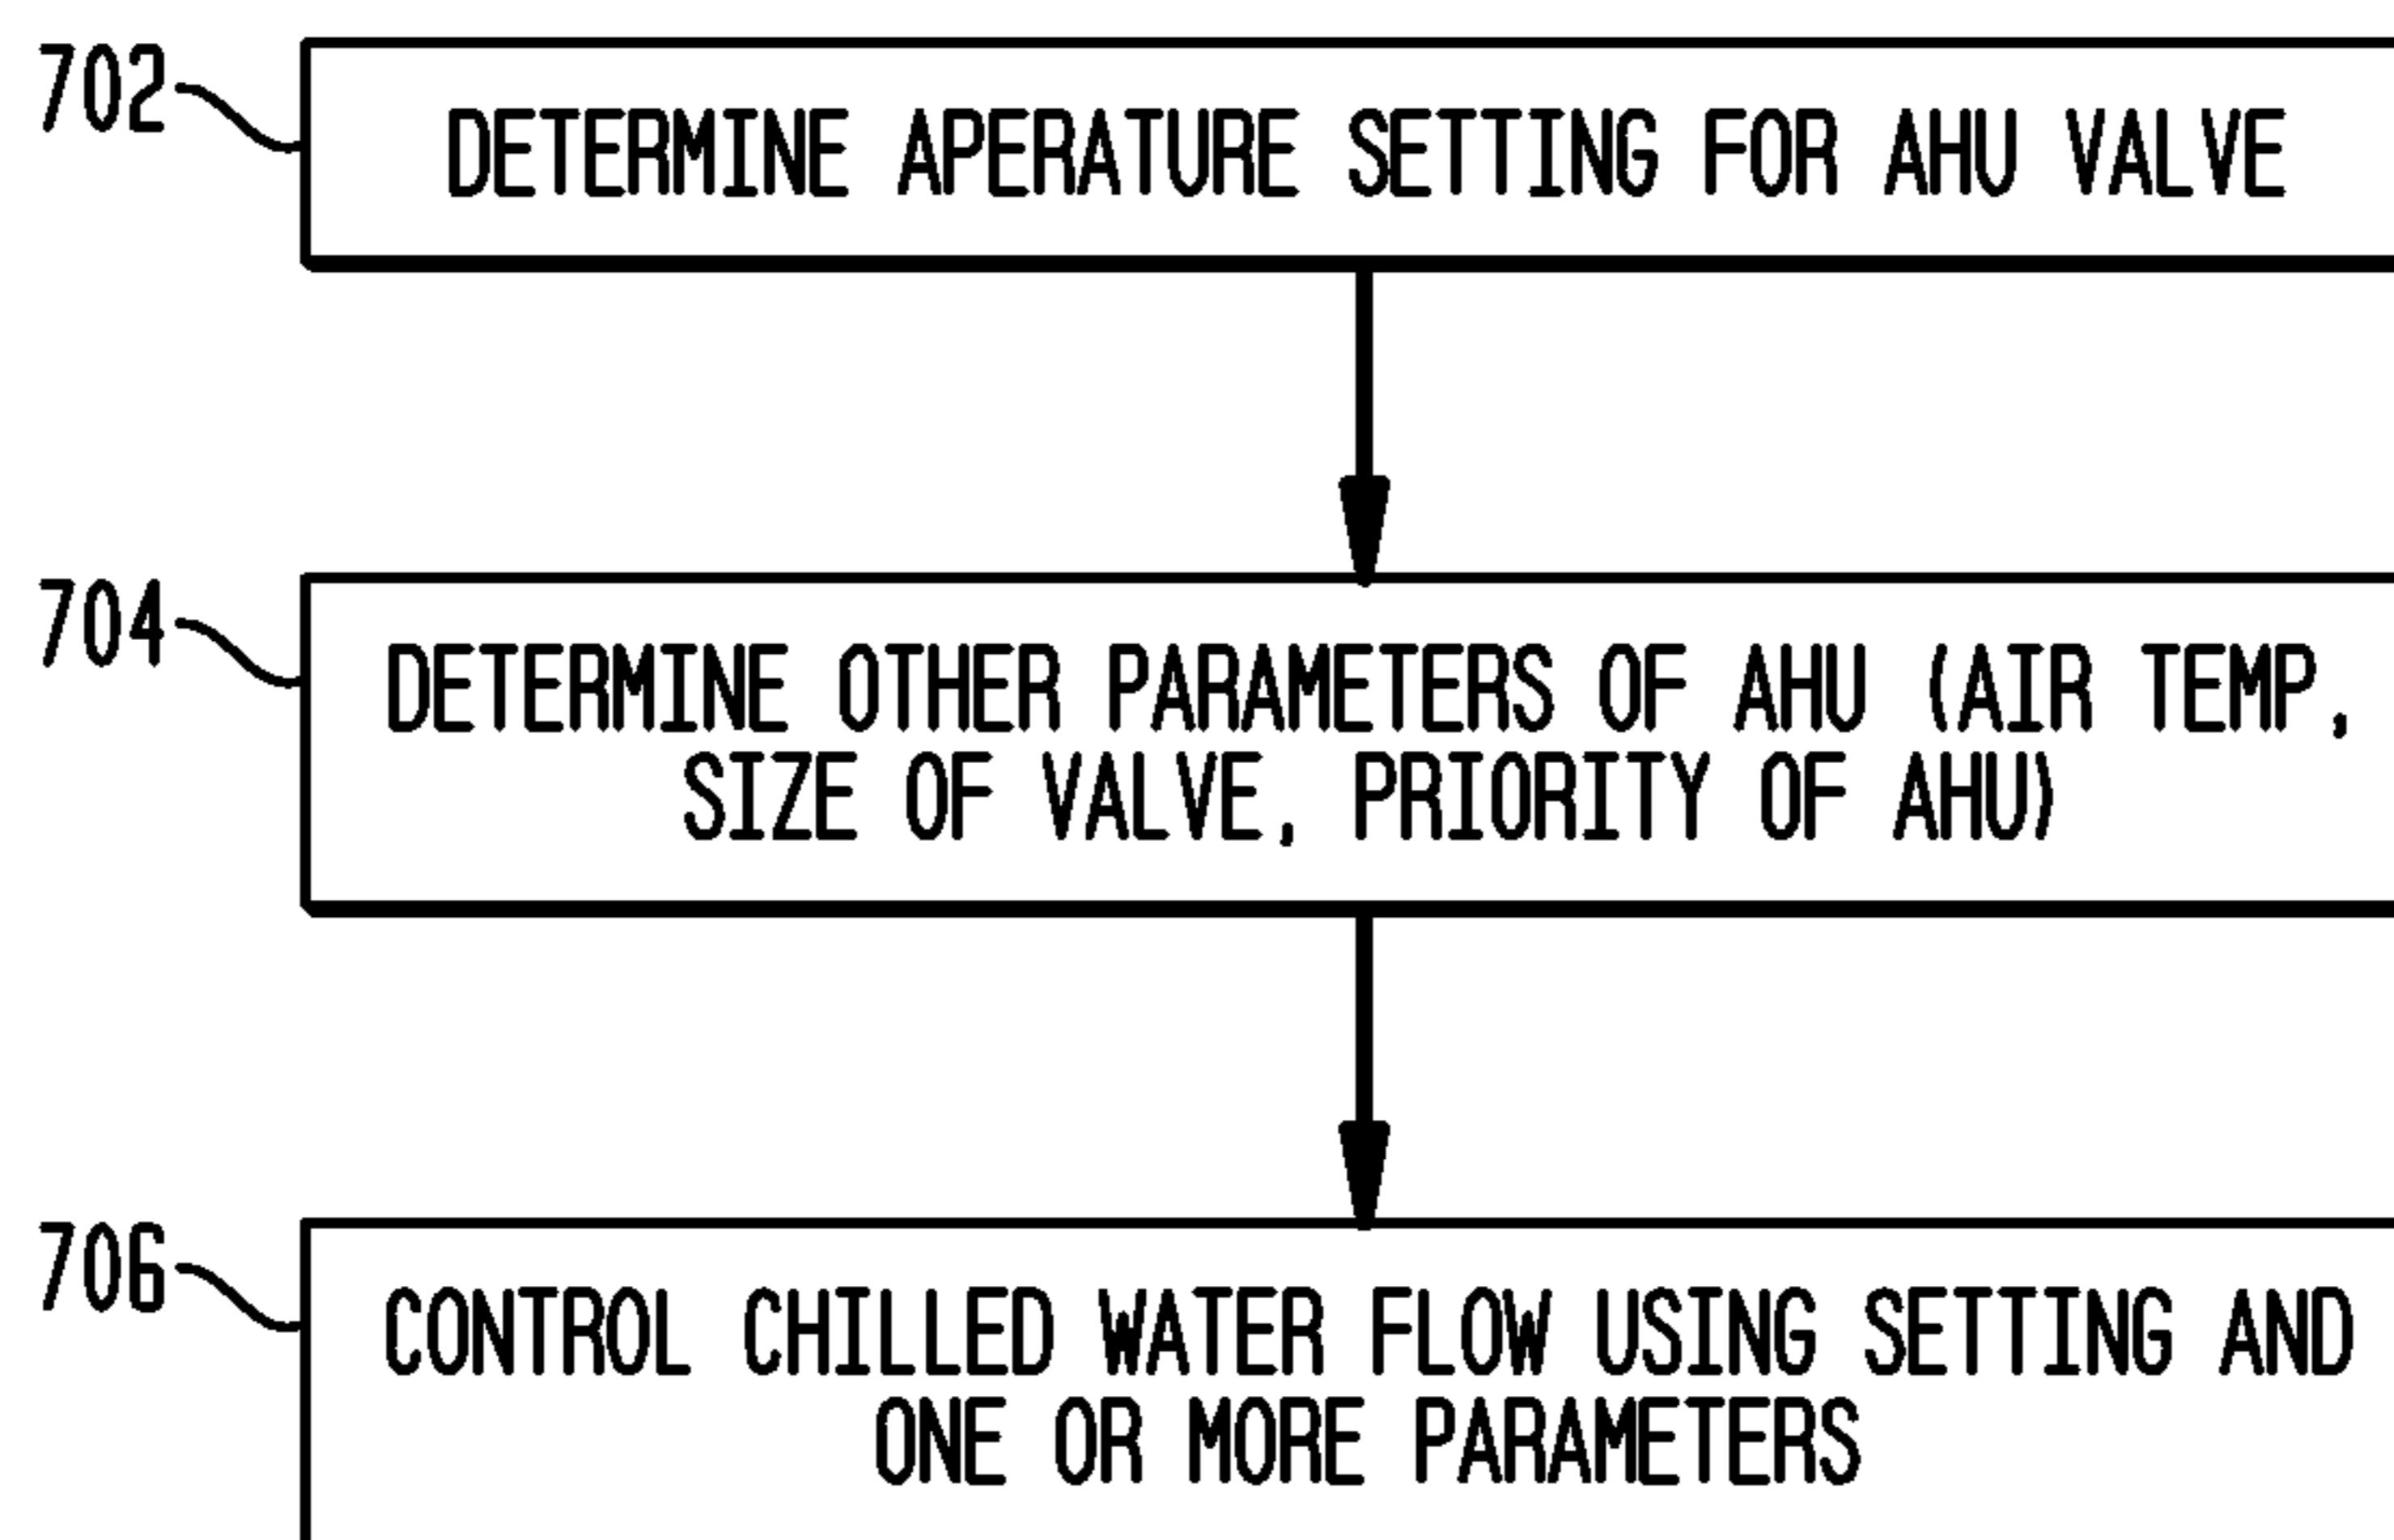 702
DETERMINE APERATURE SETTING FOR AHU VALVE
704
DETERMINE OTHER PARAMETERS OF AHU (AIR TEMP,
SIZE OF VALVE, PRIORITY OF AHU)
706
CONTROL CHILLED WATER FLOW USING SETTING AND
ONE OR MORE PARAMETERS